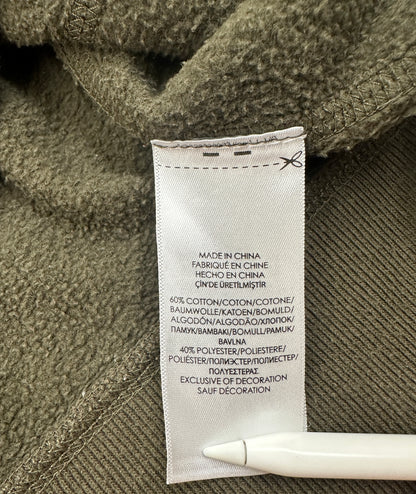 MADE IN CHINA
FABRIQUÉ EN CHINE
HECHO EN CHINA
ÇİN'DE ÜRETİLMİŞTİR
60% COTTON/COTON/COTONE/
BAUMWOLLE/KATOEN/BOMULD/
ALGODÓN/ALGODÃO/ХЛОПОК/
ΠΑΜУК/BAMBAKI/BOMULL/PAMUK/
BAVLNA
40% POLYESTER/POLIESTERE/
POLIÉSTER/ПОЛИЭСТЕР/ПОЛИЕСТЕР/
ΠΟΛΥΕΣΤΕΡΑΣ
EXCLUSIVE OF DECORATION
SAUF DÉCORATION